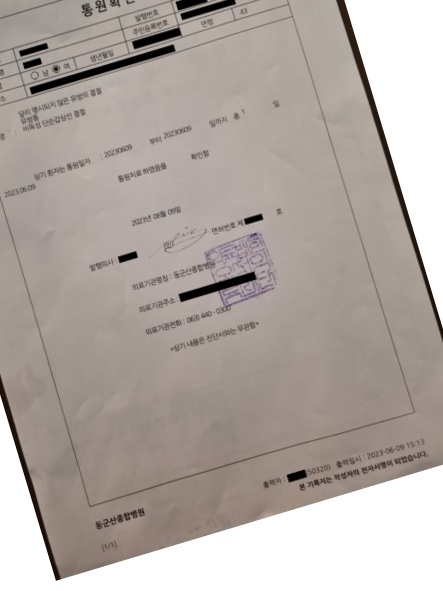 통원확인
발행번호
주민등록번호 연령 43
남 여 생년월일
달리 명시되지 않은 유방의 결절
유방통
명 : 비독성 단순갑상선 결절
상기 환자는 통원일자 : 20230609 부터 20230609 일까지 총 1 일
2023.06.09 통원치료 하였음을 확인함
2023년 06월 09일
발행의사 : (인) 면허번호 제 호
의료기관명칭 : 동군산종합병원
의료기관주소 :
의료기관전화 : 063) 440 - 0300
*상기 내용은 진단서와는 무관함*
출력자 : (50320) 출력일시 : 2023-06-09 15:13
본 기록지는 작성자의 전자서명이 되었습니다.
동군산종합병원
[1/1]